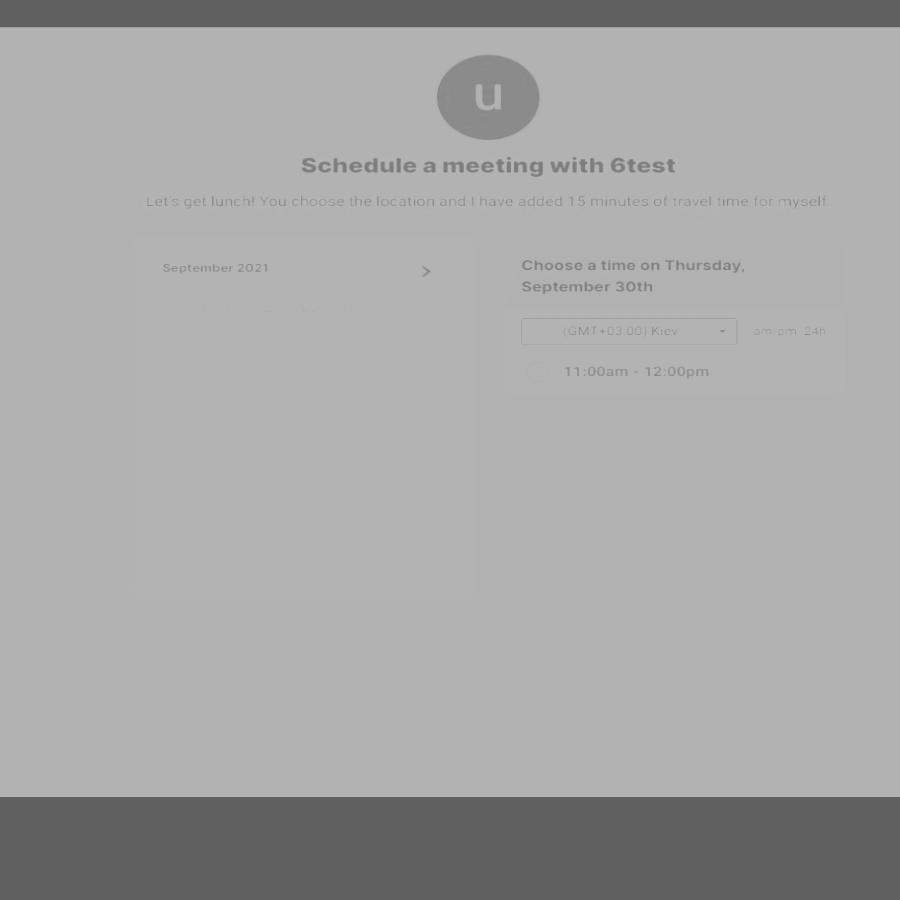 u
Schedule a meeting with 6test
Let's get lunch! You choose the location and I have added 15 minutes of travel time for myself.
September 2021
Choose a time on Thursday,
September 30th
(GMT+03:00) Kiev
am/pm 24h
11:00am - 12:00pm